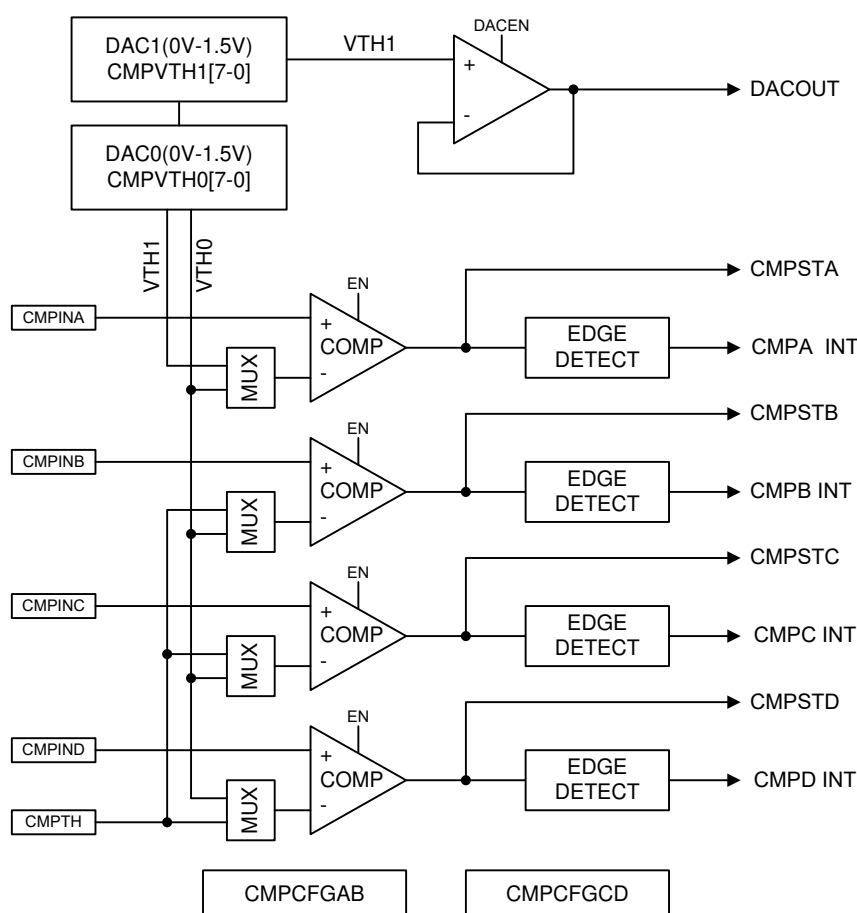 DACEN
DAC1(0V-1.5V)
CMPVTH1[7-0]
VTH1
+
-
DACOUT
DAC0(0V-1.5V)
CMPVTH0[7-0]
VTH1
VTH0
CMPSTA
EN
CMPINA
+
COMP
-
MUX
EDGE
DETECT
CMPA INT
CMPSTB
EN
CMPINB
+
COMP
-
MUX
EDGE
DETECT
CMPB INT
CMPSTC
EN
CMPINC
+
COMP
-
MUX
EDGE
DETECT
CMPC INT
CMPSTD
EN
CMPIND
+
COMP
-
MUX
EDGE
DETECT
CMPD INT
CMPTH
CMPCFGAB
CMPCFGCD